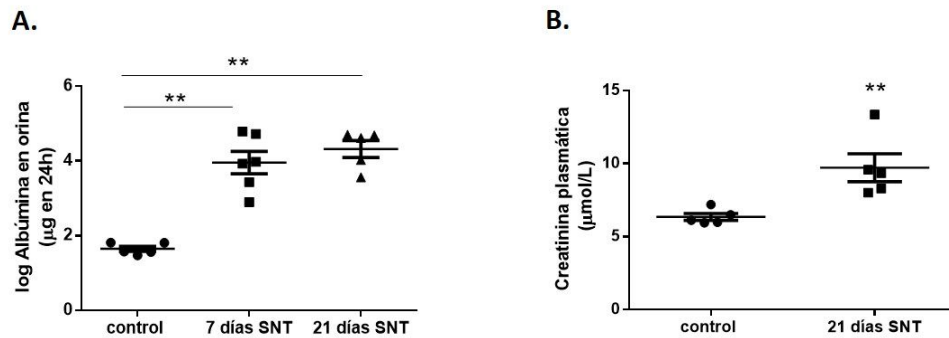 A.
**
**
6
4
2
0
log Albúmina en orina
(µg en 24h)
control
7 días SNT
21 días SNT
B.
**
15
10
5
0
Creatinina plasmática
(µmol/L)
control
21 días SNT